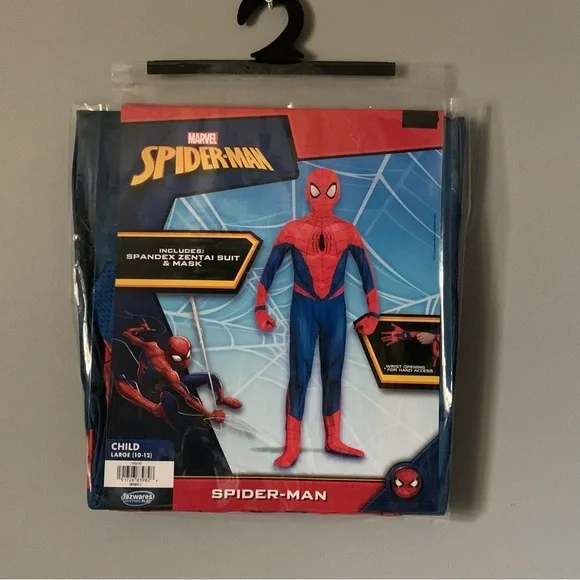 MARVEL
SPIDER-MAN
INCLUDES:
SPANDEX ZENTAI SUIT
& MASK
WRIST OPENING
FOR HAND ACCESS
CHILD
LARGE (10-12)
Jazwares
SPIDER-MAN